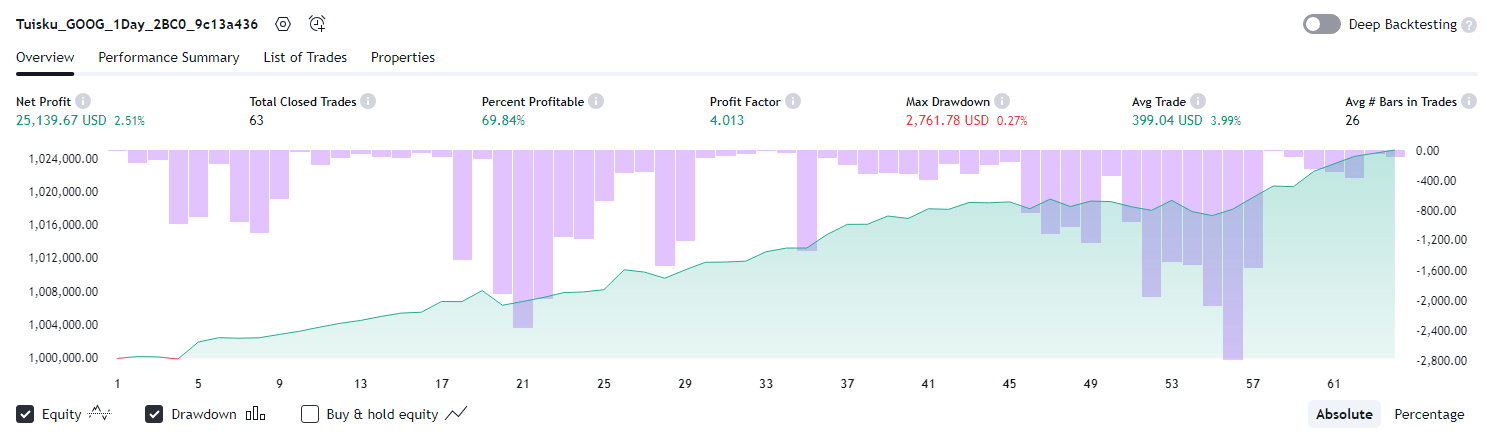 Tuisku_GOOG_1Day_2BC0_9c13a436 Deep Backtesting ?
Overview Performance Summary List of Trades Properties
Net Profit i Total Closed Trades i Percent Profitable i Profit Factor i Max Drawdown i Avg Trade i Avg # Bars in Trades i
25,139.67 USD 2.51% 63 69.84% 4.013 2,761.78 USD 0.27% 399.04 USD 3.99% 26
1,024,000.00
1,020,000.00
1,016,000.00
1,012,000.00
1,008,000.00
1,004,000.00
1,000,000.00
0.00
-400.00
-800.00
-1,200.00
-1,600.00
-2,000.00
-2,400.00
-2,800.00
1 5 9 13 17 21 25 29 33 37 41 45 49 53 57 61
Equity Drawdown Buy & hold equity Absolute Percentage